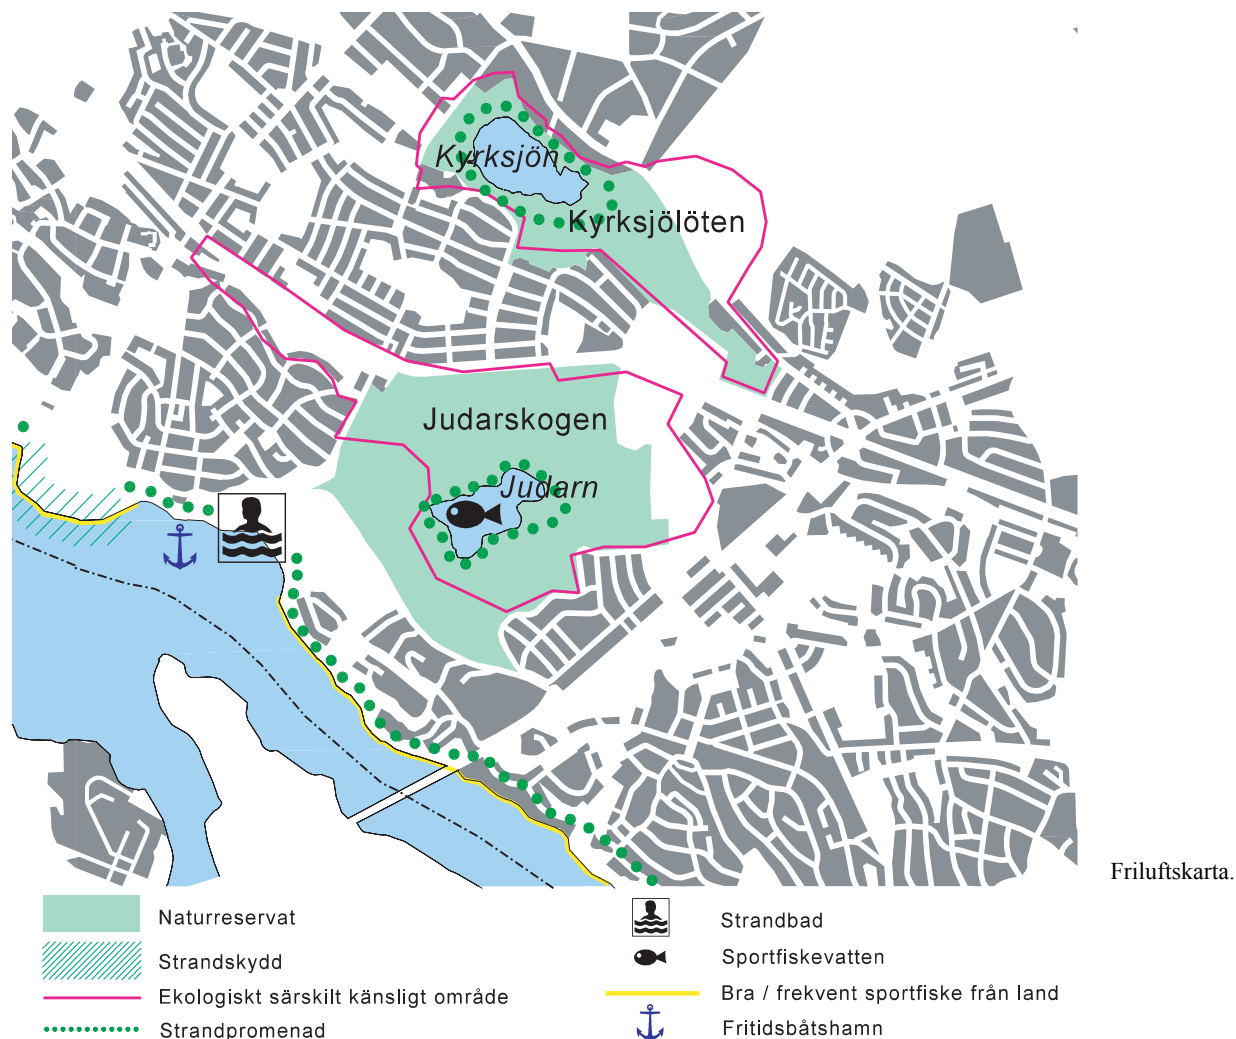 Kyrksjön
Kyrksjölöten
Judarskogen
Judarn
Friluftskarta.
Naturreservat
Strandskydd
Ekologiskt särskilt känsligt område
Strandpromenad
Strandbad
Sportfiskevatten
Bra / frekvent sportfiske från land
Fritidsbåtshamn